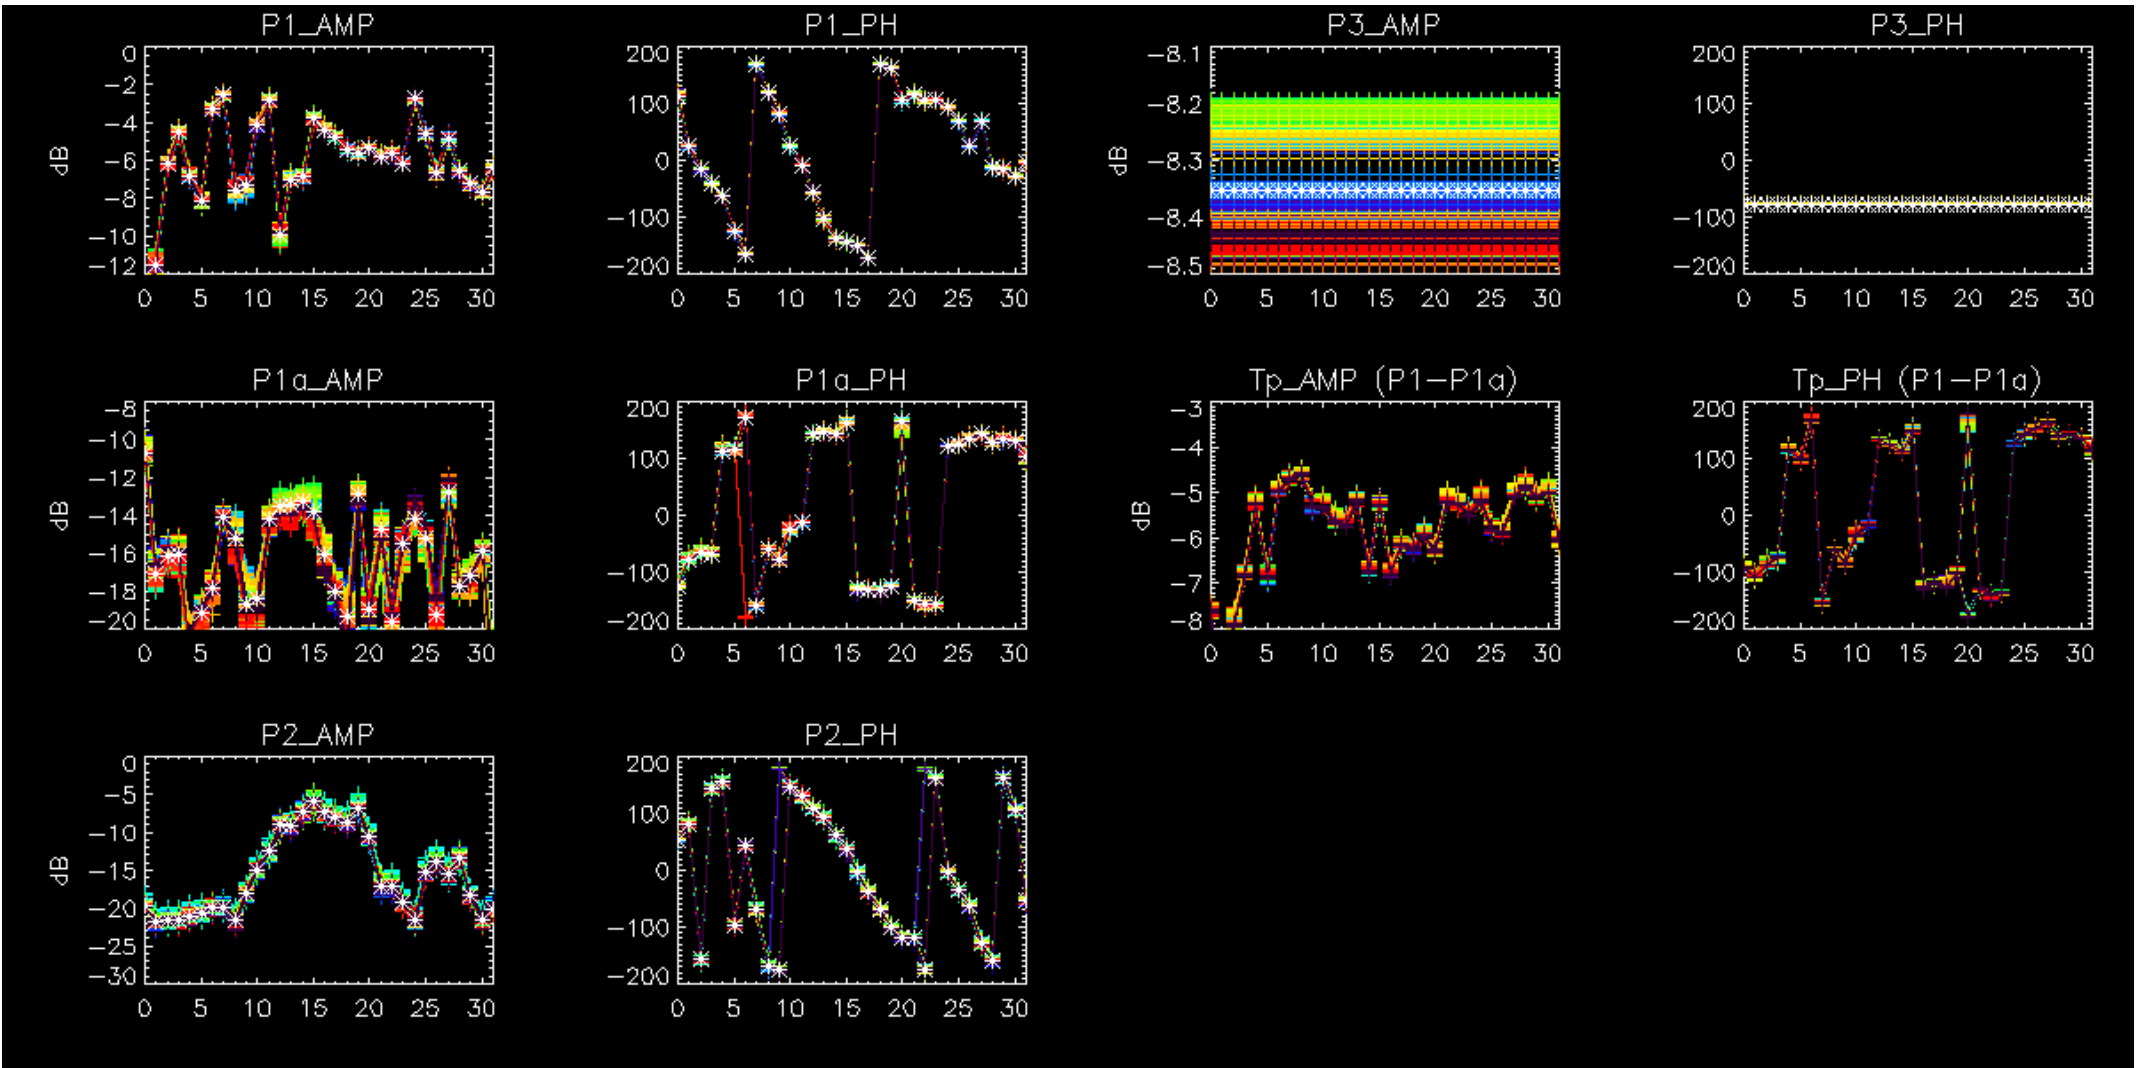 P1_AMP
dB
0
−2
−4
−6
−8
−10
−12
0 5 10 15 20 25 30
P1_PH
200
100
0
−100
−200
0 5 10 15 20 25 30
P3_AMP
dB
−8.1
−8.2
−8.3
−8.4
−8.5
0 5 10 15 20 25 30
P3_PH
200
100
0
−100
−200
0 5 10 15 20 25 30
P1a_AMP
dB
−8
−10
−12
−14
−16
−18
−20
0 5 10 15 20 25 30
P1a_PH
200
100
0
−100
−200
0 5 10 15 20 25 30
Tp_AMP (P1−P1a)
dB
−3
−4
−5
−6
−7
−8
0 5 10 15 20 25 30
Tp_PH (P1−P1a)
200
100
0
−100
−200
0 5 10 15 20 25 30
P2_AMP
dB
0
−5
−10
−15
−20
−25
−30
0 5 10 15 20 25 30
P2_PH
200
100
0
−100
−200
0 5 10 15 20 25 30